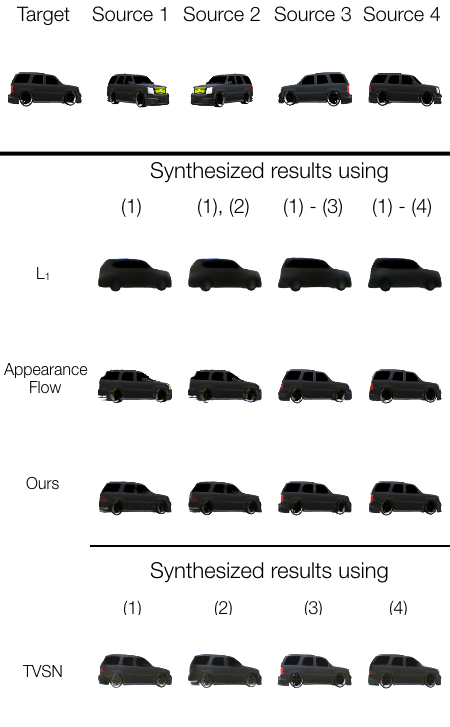 Target Source 1 Source 2 Source 3 Source 4
Synthesized results using
(1) (1), (2) (1) - (3) (1) - (4)
L₁
Appearance
Flow
Ours
Synthesized results using
(1) (2) (3) (4)
TVSN